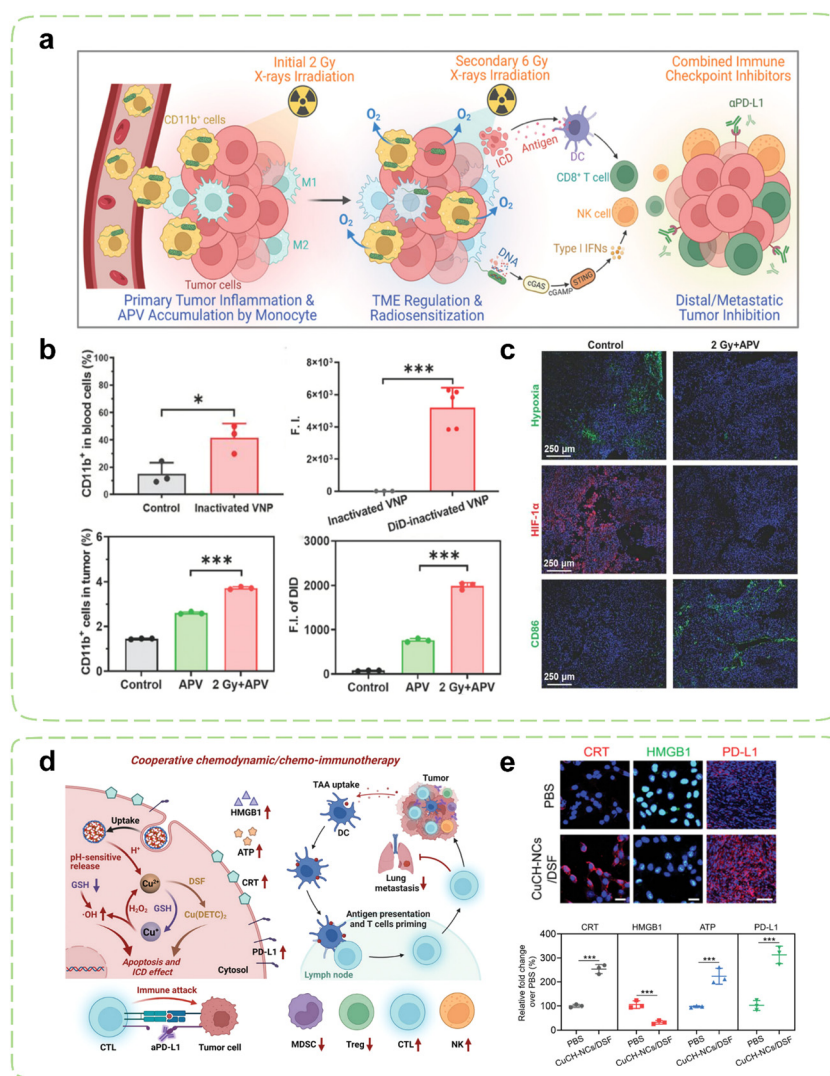 a
Initial 2 Gy
X-rays Irradiation
Secondary 6 Gy
X-rays Irradiation
Combined Immune
Checkpoint Inhibitors
CD11b⁺ cells
O₂
O₂
O₂
O₂
ICD
Antigen
DC
αPD-L1
M1
M2
CD8⁺ T cell
NK cell
Type I IFNs
DNA
cGAS
cGAMP
STING
Tumor cells
Primary Tumor Inflammation &
APV Accumulation by Monocyte
TME Regulation &
Radiosensitization
Distal/Metastatic
Tumor Inhibition
b
CD11b⁺ in blood cells (%)
100
80
60
40
20
0
*
Control
Inactivated VNP
F. I.
8×10³
6×10³
4×10³
2×10³
0
***
Inactivated VNP
DiD-inactivated VNP
CD11b⁺ cells in tumor (%)
6
4
2
0
***
Control
APV
2 Gy+APV
F.I. of DID
3000
2000
1000
0
***
Control
APV
2 Gy+APV
c
Control
2 Gy+APV
Hypoxia
250 μm
250 μm
HIF-1α
250 μm
250 μm
CD86
250 μm
250 μm
d
Cooperative chemodynamic/chemo-immunotherapy
Uptake
H⁺
pH-sensitive
release
GSH
·OH
H₂O₂
Cu²⁺
Cu⁺
GSH
DSF
Cu(DETC)₂
Apoptosis and
ICD effect
Cytosol
HMGB1
ATP
CRT
PD-L1
TAA uptake
DC
Tumor
Lung
metastasis
Antigen presentation
and T cells priming
Lymph node
Immune attack
CTL
aPD-L1
Tumor cell
MDSC
Treg
CTL
NK
e
CRT
HMGB1
PD-L1
PBS
CuCH-NCs
/DSF
Relative fold change
over PBS (%)
400
300
200
100
0
CRT
HMGB1
ATP
PD-L1
***
***
***
***
PBS
CuCH-NCs/DSF
PBS
CuCH-NCs/DSF
PBS
CuCH-NCs/DSF
PBS
CuCH-NCs/DSF